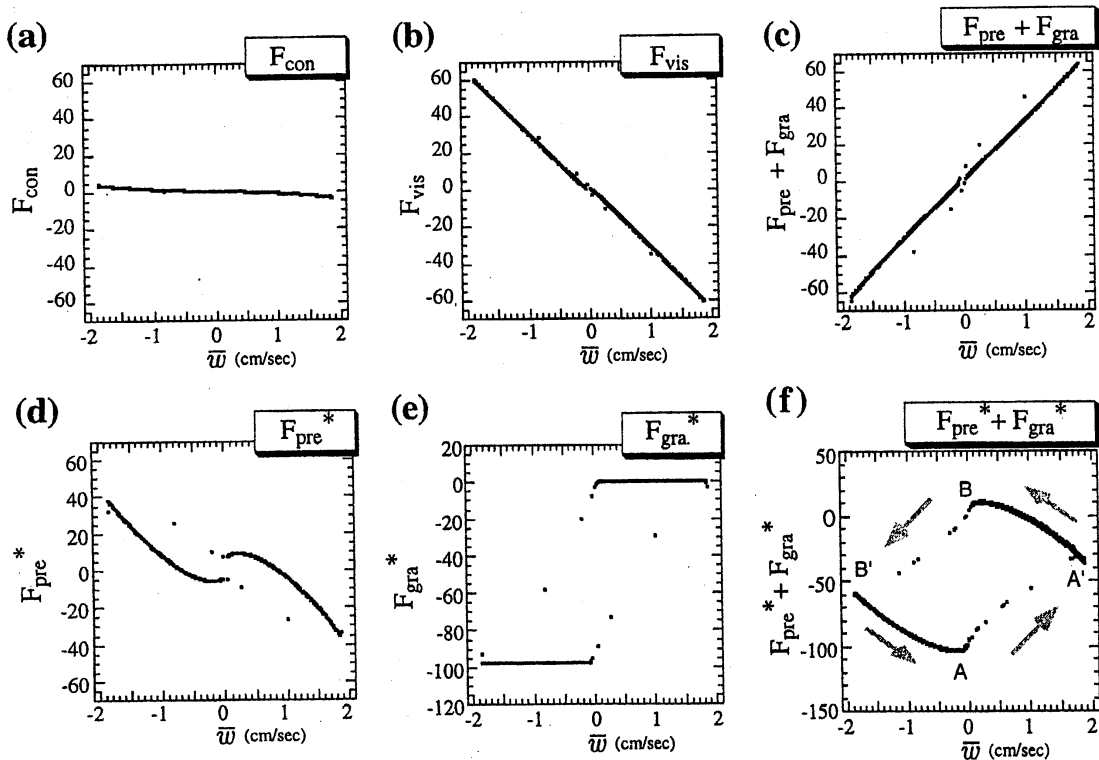 (a)
F_con
60
40
20
0
-20
-40
-60
F_con
-2
-1
0
1
2
w̅ (cm/sec)
(b)
F_vis
60
40
20
0
-20
-40
-60
F_vis
-2
-1
0
1
2
w̅ (cm/sec)
(c)
F_pre + F_gra
60
40
20
0
-20
-40
-60
F_pre + F_gra
-2
-1
0
1
2
w̅ (cm/sec)
(d)
F_pre*
60
40
20
0
-20
-40
-60
F_pre*
-2
-1
0
1
2
w̅ (cm/sec)
(e)
F_gra.*
20
0
-20
-40
-60
-80
-100
-120
F_gra*
-2
-1
0
1
2
w̅ (cm/sec)
(f)
F_pre* + F_gra*
50
0
-50
-100
-150
F_pre* + F_gra*
B
B'
A'
A
-2
-1
0
1
2
w̅ (cm/sec)